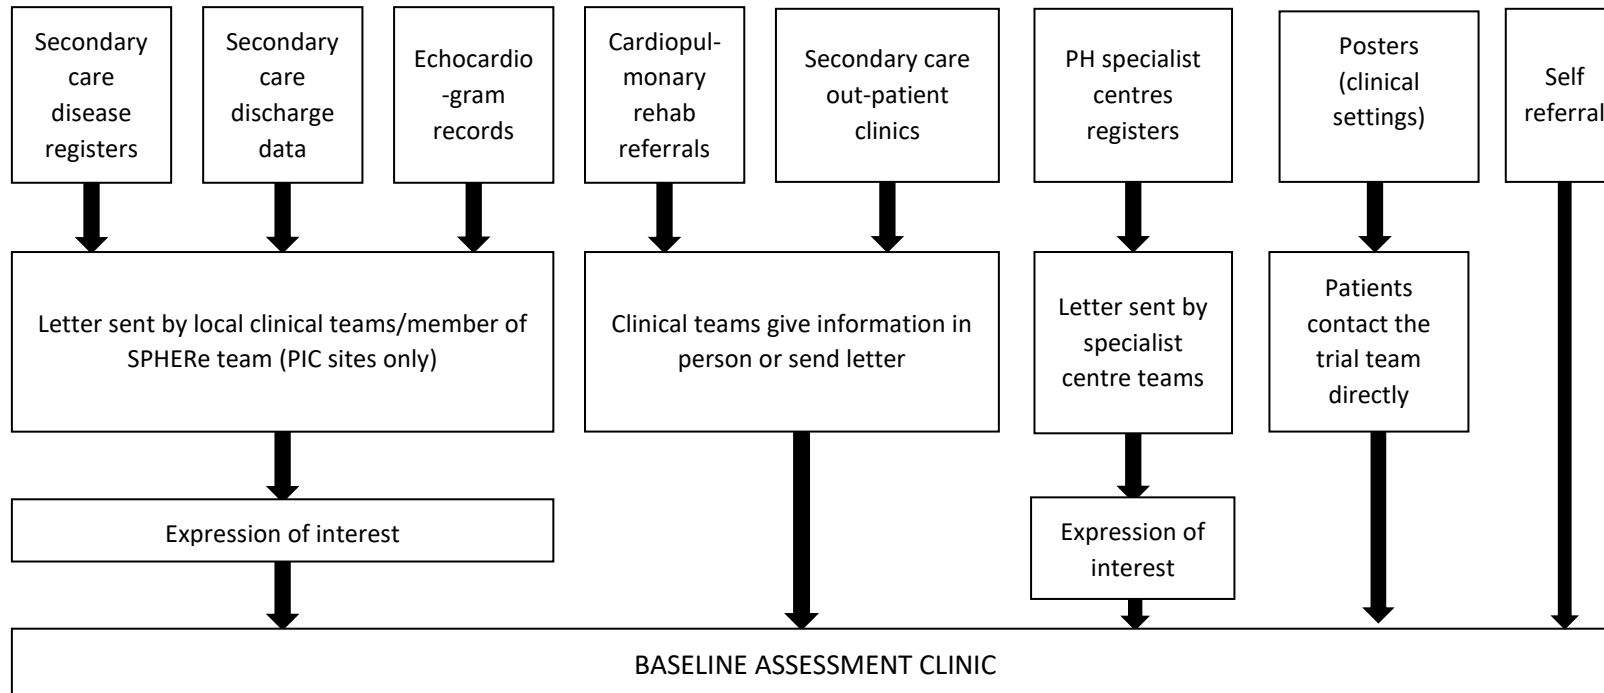 Secondary
care
disease
registers
Secondary
care
discharge
data
Echocardio
-gram
records
Cardiopul-
monary
rehab
referrals
Secondary care
out-patient
clinics
PH specialist
centres
registers
Posters
(clinical
settings)
Self
referral
Letter sent by local clinical teams/member of
SPHERe team (PIC sites only)
Clinical teams give information in
person or send letter
Letter sent by
specialist
centre teams
Patients
contact the
trial team
directly
Expression of interest
Expression of
interest
BASELINE ASSESSMENT CLINIC